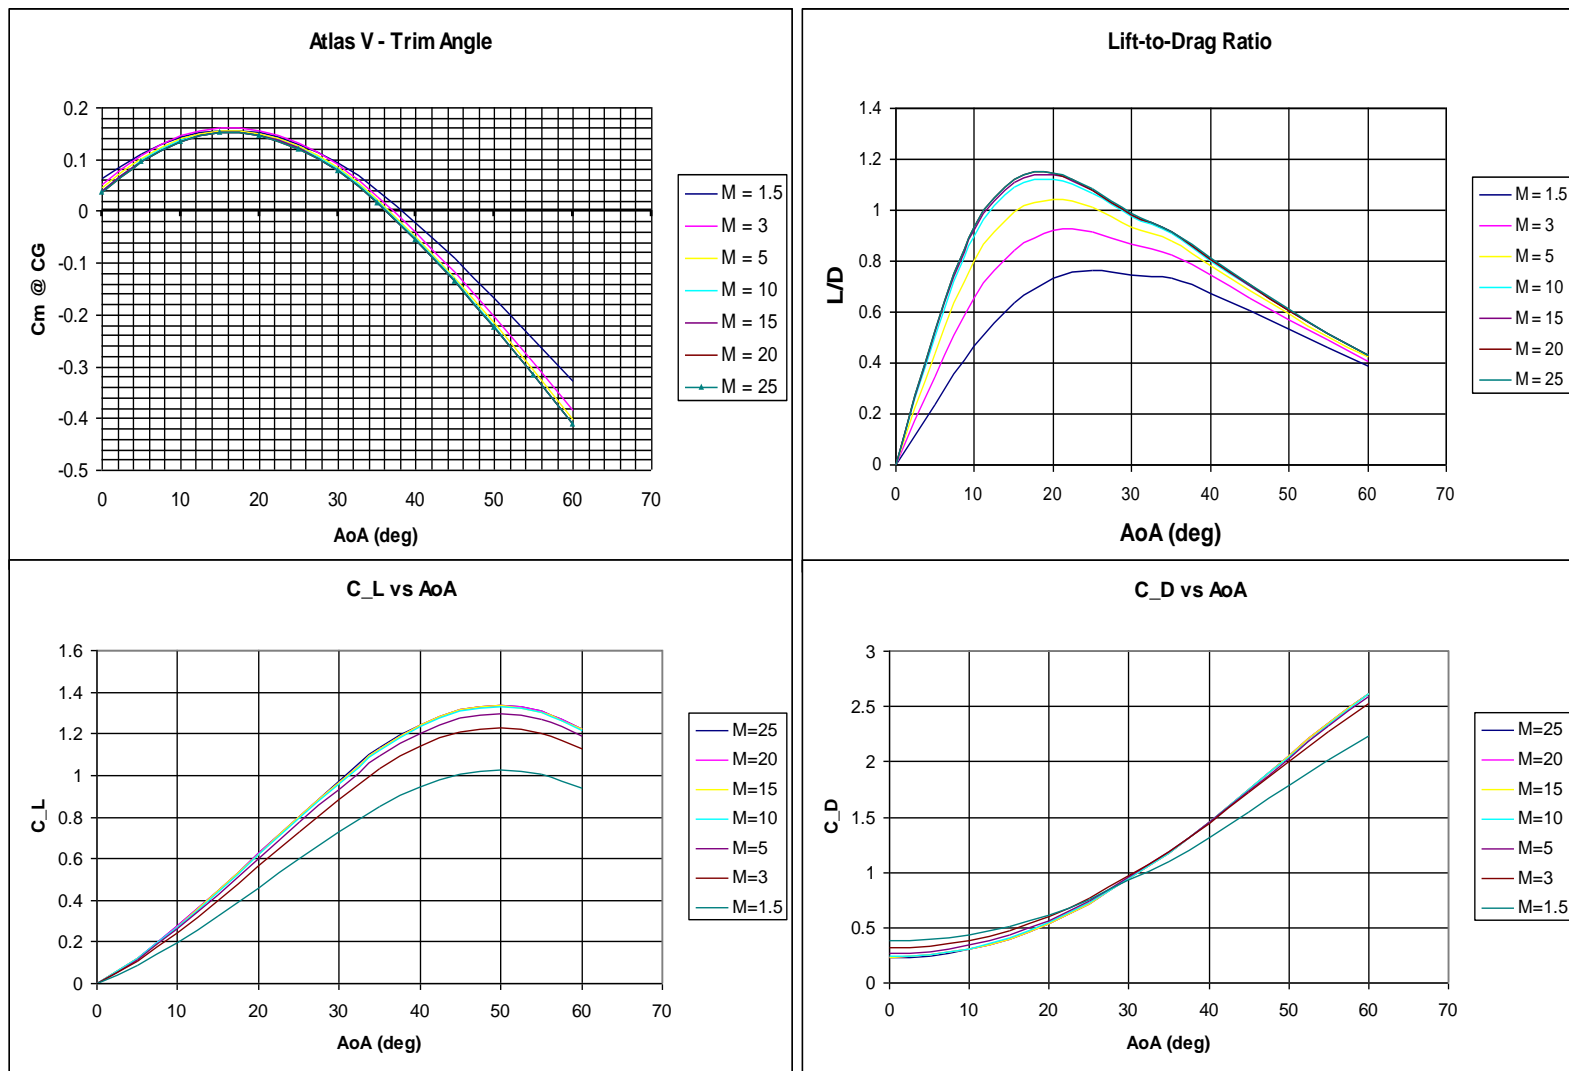 Atlas V - Trim Angle
0.2
0.1
0
-0.1
-0.2
-0.3
-0.4
-0.5
Cm @ CG
0 10 20 30 40 50 60 70
AoA (deg)
M = 1.5
M = 3
M = 5
M = 10
M = 15
M = 20
M = 25
Lift-to-Drag Ratio
1.4
1.2
1
0.8
0.6
0.4
0.2
0
L/D
0 10 20 30 40 50 60 70
AoA (deg)
M = 1.5
M = 3
M = 5
M = 10
M = 15
M = 20
M = 25
C_L vs AoA
1.6
1.4
1.2
1
0.8
0.6
0.4
0.2
0
C_L
0 10 20 30 40 50 60 70
AoA (deg)
M=25
M=20
M=15
M=10
M=5
M=3
M=1.5
C_D vs AoA
3
2.5
2
1.5
1
0.5
0
C_D
0 10 20 30 40 50 60 70
AoA (deg)
M=25
M=20
M=15
M=10
M=5
M=3
M=1.5